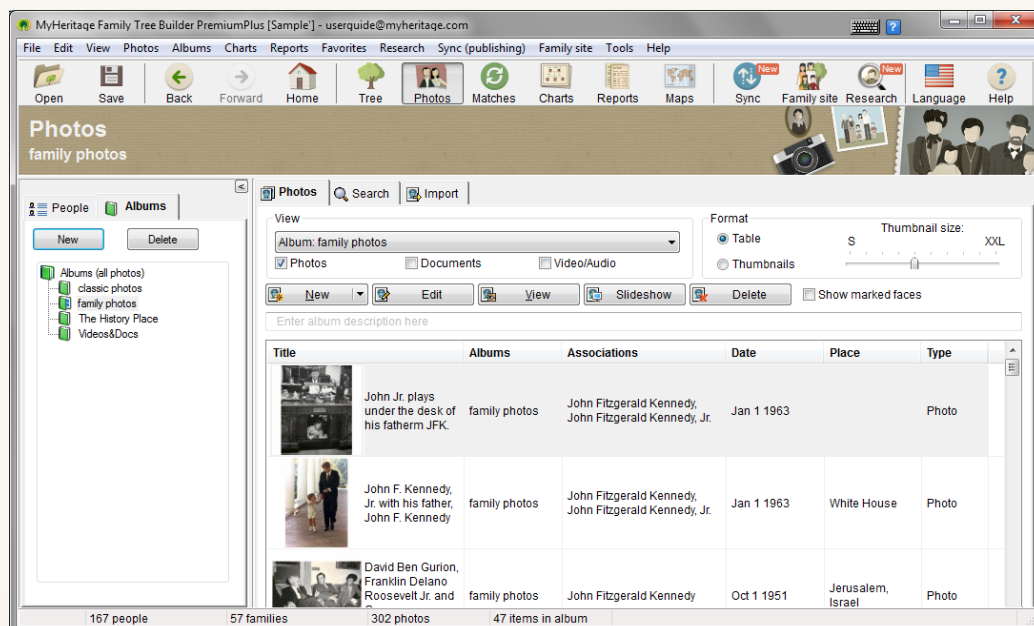 MyHeritage Family Tree Builder PremiumPlus [Sample'] - userguide@myheritage.com
File Edit View Photos Albums Charts Reports Favorites Research Sync (publishing) Family site Tools Help
New New
Open Save Back Forward Home Tree Photos Matches Charts Reports Maps Sync Family site Research Language Help
Photos
family photos
People Albums
New Delete
Albums (all photos)
classic photos
family photos
The History Place
Videos&Docs
Photos Search Import
View
Album: family photos
Photos Documents Video/Audio
Format
Table
Thumbnails
Thumbnail size:
S XXL
New Edit View Slideshow Delete Show marked faces
Enter album description here
Title Albums Associations Date Place Type
John Jr. plays
under the desk of
his fatherm JFK.
family photos
John Fitzgerald Kennedy,
John Fitzgerald Kennedy, Jr.
Jan 1 1963
Photo
John F. Kennedy,
Jr. with his father,
John F. Kennedy
family photos
John Fitzgerald Kennedy,
John Fitzgerald Kennedy, Jr.
Jan 1 1963
White House
Photo
David Ben Gurion,
Franklin Delano
Roosevelt Jr. and
family photos
John Fitzgerald Kennedy
Oct 1 1951
Jerusalem,
Israel
Photo
167 people 57 families 302 photos 47 items in album